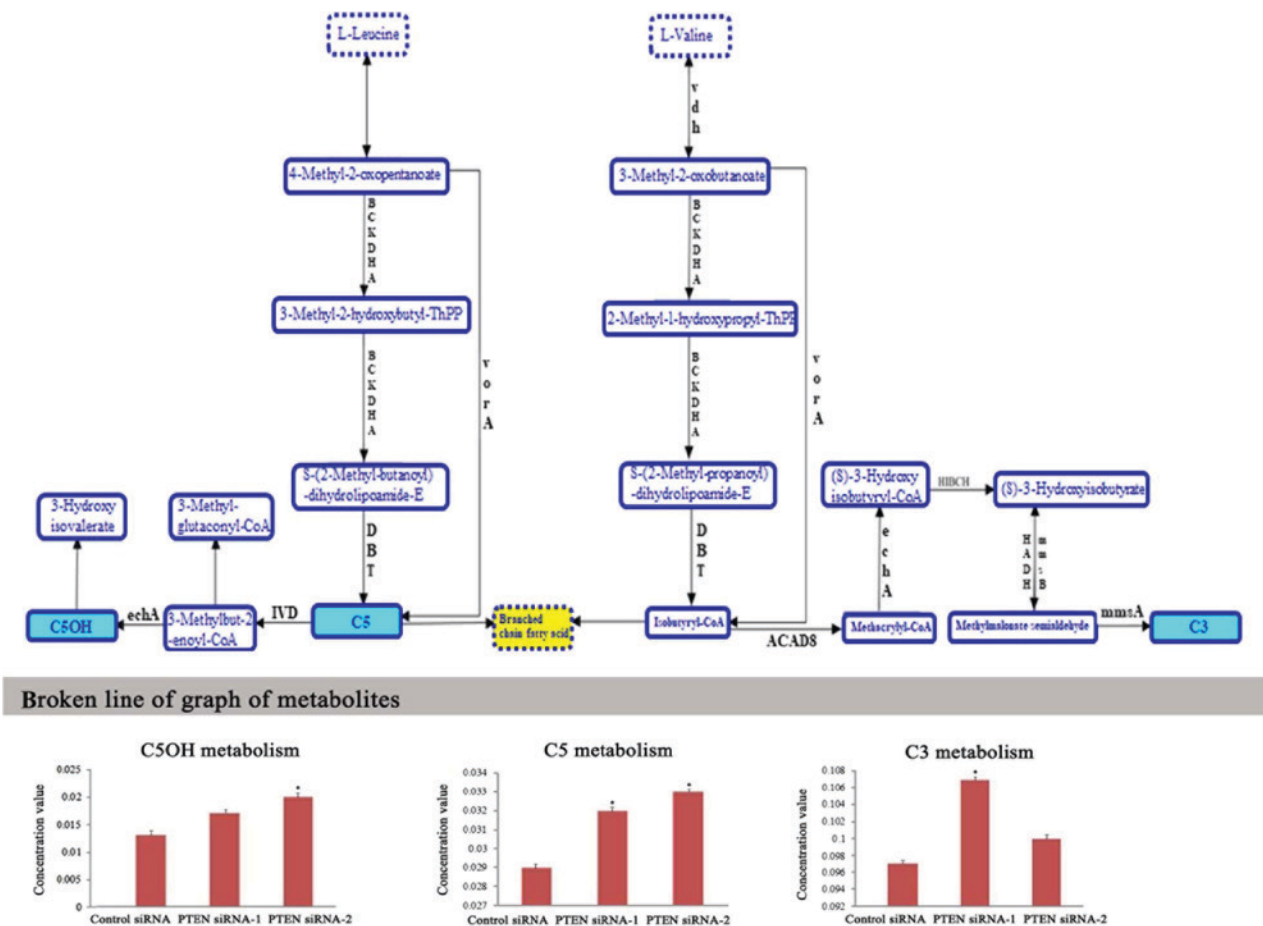 L-Leucine
L-Valine
vdh
4-Methyl-2-oxopentanoate
3-Methyl-2-oxobutanoate
BCKDHA
BCKDHA
3-Methyl-2-hydroxybutyl-ThPP
2-Methyl-1-hydroxypropyl-ThPP
BCKDHA
vorA
BCKDHA
vorA
S-(2-Methyl-butanoyl)
-dihydrolipoamide-E
S-(2-Methyl-propanoyl)
-dihydrolipoamide-E
(S)-3-Hydroxy
isobutyryl-CoA
HIBCH
(S)-3-Hydroxyisobutyrate
3-Hydroxy
isovalerate
3-Methyl-
glutaconyl-CoA
DBT
DBT
echA
HADH
mmsB
C5OH
echA
3-Methylbut-2
-enoyl-CoA
IVD
C5
Branched
chain fatty acid
Isobutyryl-CoA
ACAD8
Methacrylyl-CoA
Methylmalonate semialdehyde
mmsA
C3
Broken line of graph of metabolites
C5OH metabolism
Concentration value
0.025
0.02
0.015
0.01
0.005
0
*
Control siRNA PTEN siRNA-1 PTEN siRNA-2
C5 metabolism
Concentration value
0.034
0.033
0.032
0.031
0.03
0.029
0.028
0.027
* *
Control siRNA PTEN siRNA-1 PTEN siRNA-2
C3 metabolism
Concentration value
0.108
0.106
0.104
0.102
0.1
0.098
0.096
0.094
0.092
*
Control siRNA PTEN siRNA-1 PTEN siRNA-2